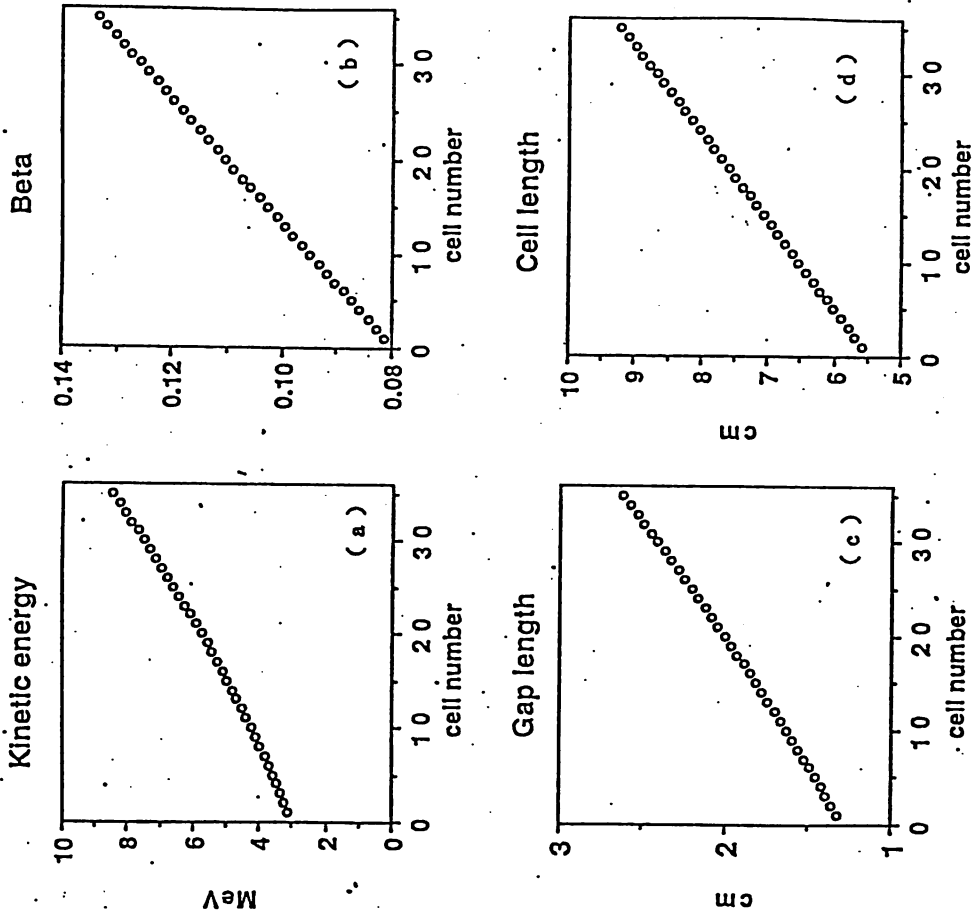 Kinetic energy
10
8
6
4
2
0
MeV
(a)
0 10 20 30
cell number
Beta
0.14
0.12
0.10
0.08
(b)
0 10 20 30
cell number
Gap length
3
2
1
cm
(c)
0 10 20 30
cell number
Cell length
10
9
8
7
6
5
cm
(d)
0 10 20 30
cell number